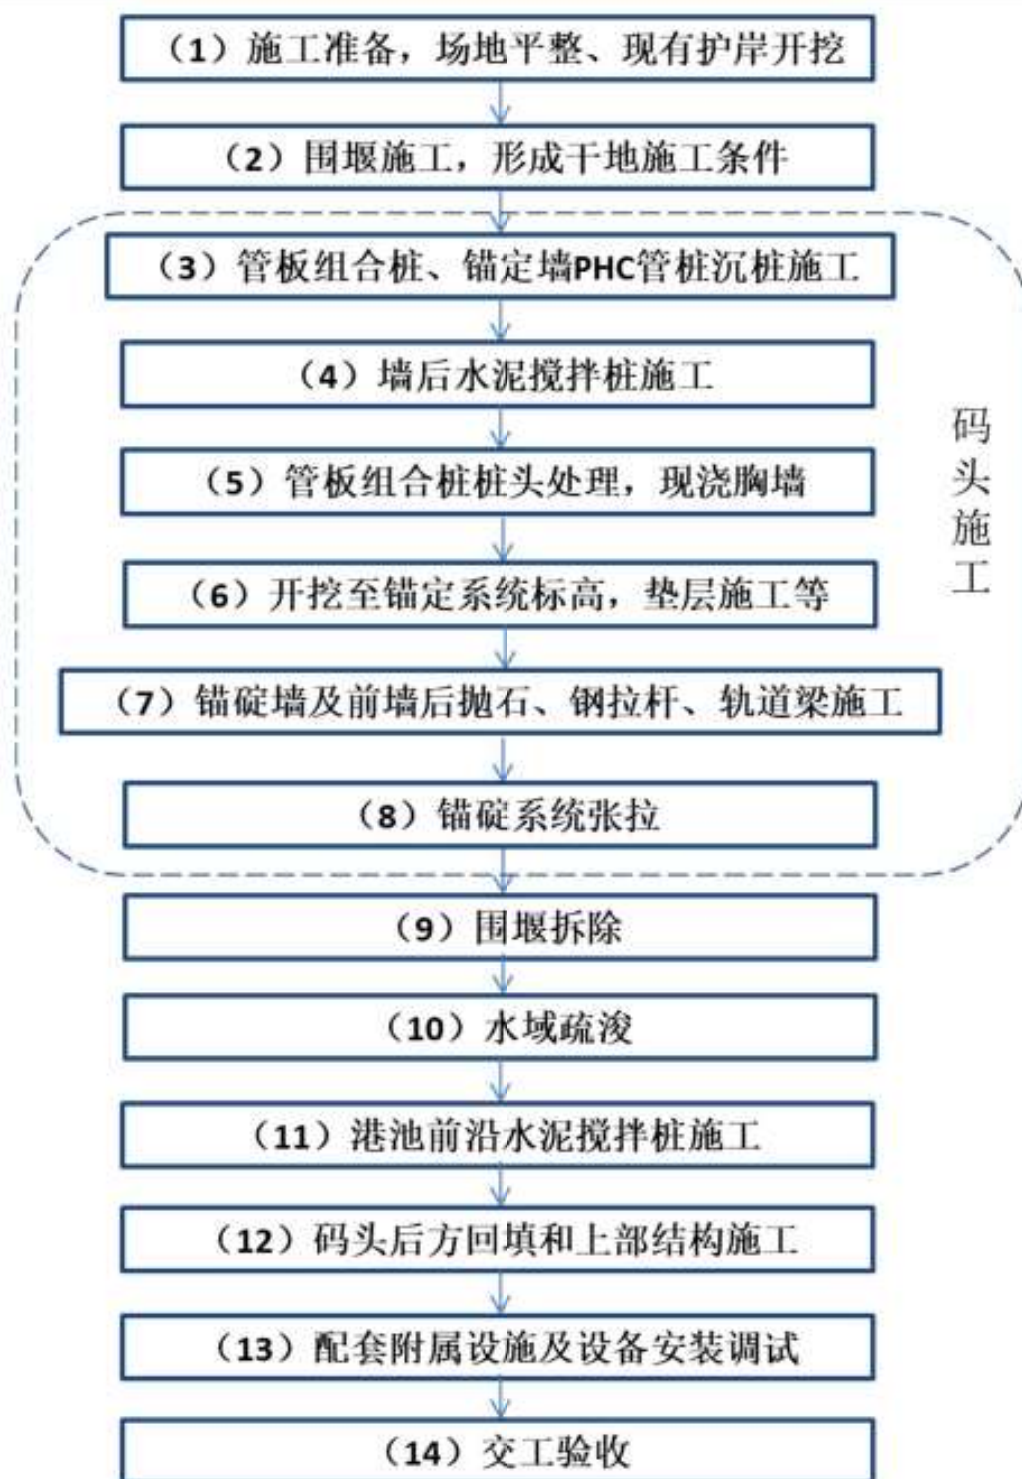 （1）施工准备，场地平整、现有护岸开挖
（2）围堰施工，形成干地施工条件
（3）管板组合桩、锚定墙PHC管桩沉桩施工
（4）墙后水泥搅拌桩施工
（5）管板组合桩桩头处理，现浇胸墙
（6）开挖至锚定系统标高，垫层施工等
（7）锚碇墙及前墙后抛石、钢拉杆、轨道梁施工
（8）锚碇系统张拉
码头施工
（9）围堰拆除
（10）水域疏浚
（11）港池前沿水泥搅拌桩施工
（12）码头后方回填和上部结构施工
（13）配套附属设施及设备安装调试
（14）交工验收